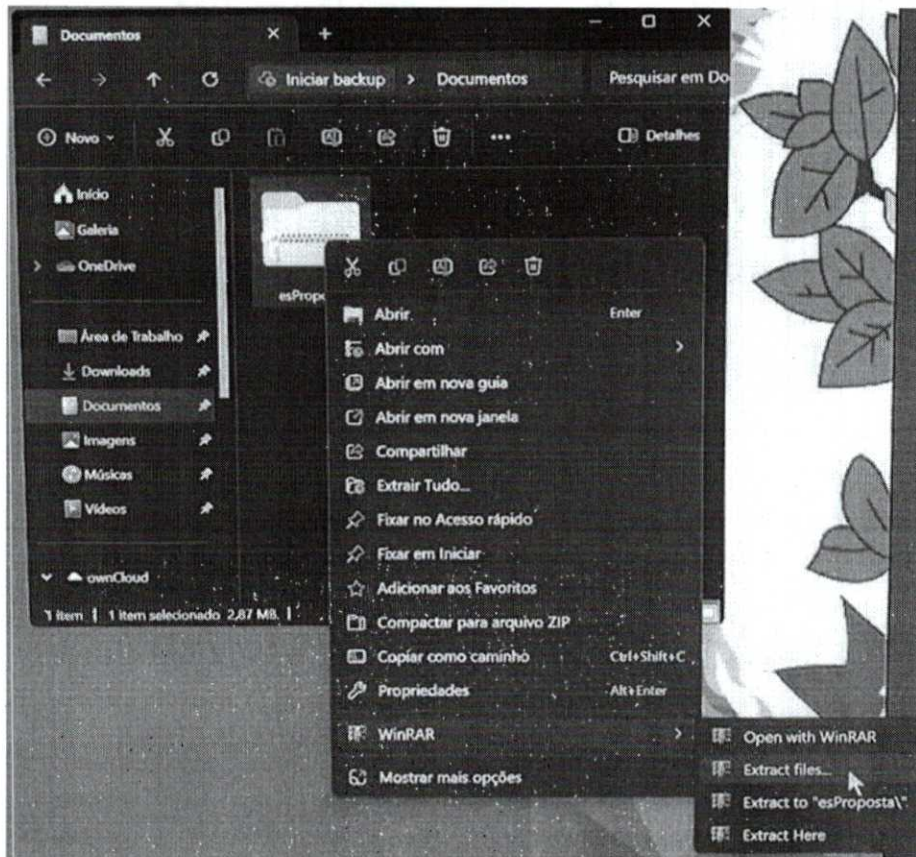 Documentos
Iniciar backup > Documentos Pesquisar em Do
Novo Detalhes
Início
Galeria
OneDrive
Área de Trabalho
Downloads
Documentos
Imagens
Músicas
Vídeos
ownCloud
1 item | 1 item selecionado 2,87 MB |
esPropo
Abrir Enter
Abrir com
Abrir em nova guia
Abrir em nova janela
Compartilhar
Extrair Tudo...
Fixar no Acesso rápido
Fixar em Iniciar
Adicionar aos Favoritos
Compactar para arquivo ZIP
Copiar como caminho Ctrl+Shift+C
Propriedades Alt+Enter
WinRAR
Mostrar mais opções
Open with WinRAR
Extract files...
Extract to "esProposta\"
Extract Here